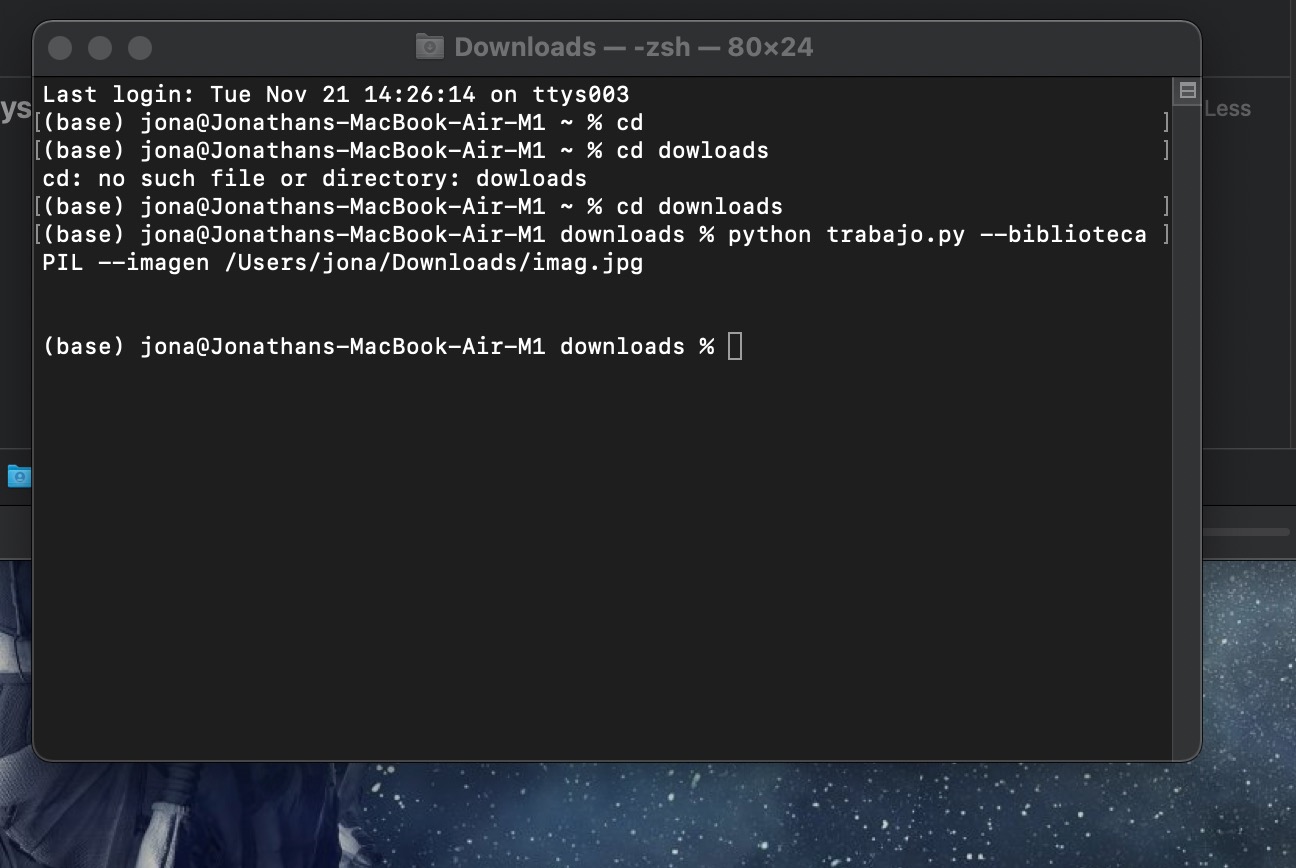 Downloads — -zsh — 80×24
Last login: Tue Nov 21 14:26:14 on ttys003
[(base) jona@Jonathans-MacBook-Air-M1 ~ % cd ]
[(base) jona@Jonathans-MacBook-Air-M1 ~ % cd dowloads ]
cd: no such file or directory: dowloads
[(base) jona@Jonathans-MacBook-Air-M1 ~ % cd downloads ]
[(base) jona@Jonathans-MacBook-Air-M1 downloads % python trabajo.py --biblioteca ]
PIL --imagen /Users/jona/Downloads/imag.jpg
(base) jona@Jonathans-MacBook-Air-M1 downloads %
ys
Less